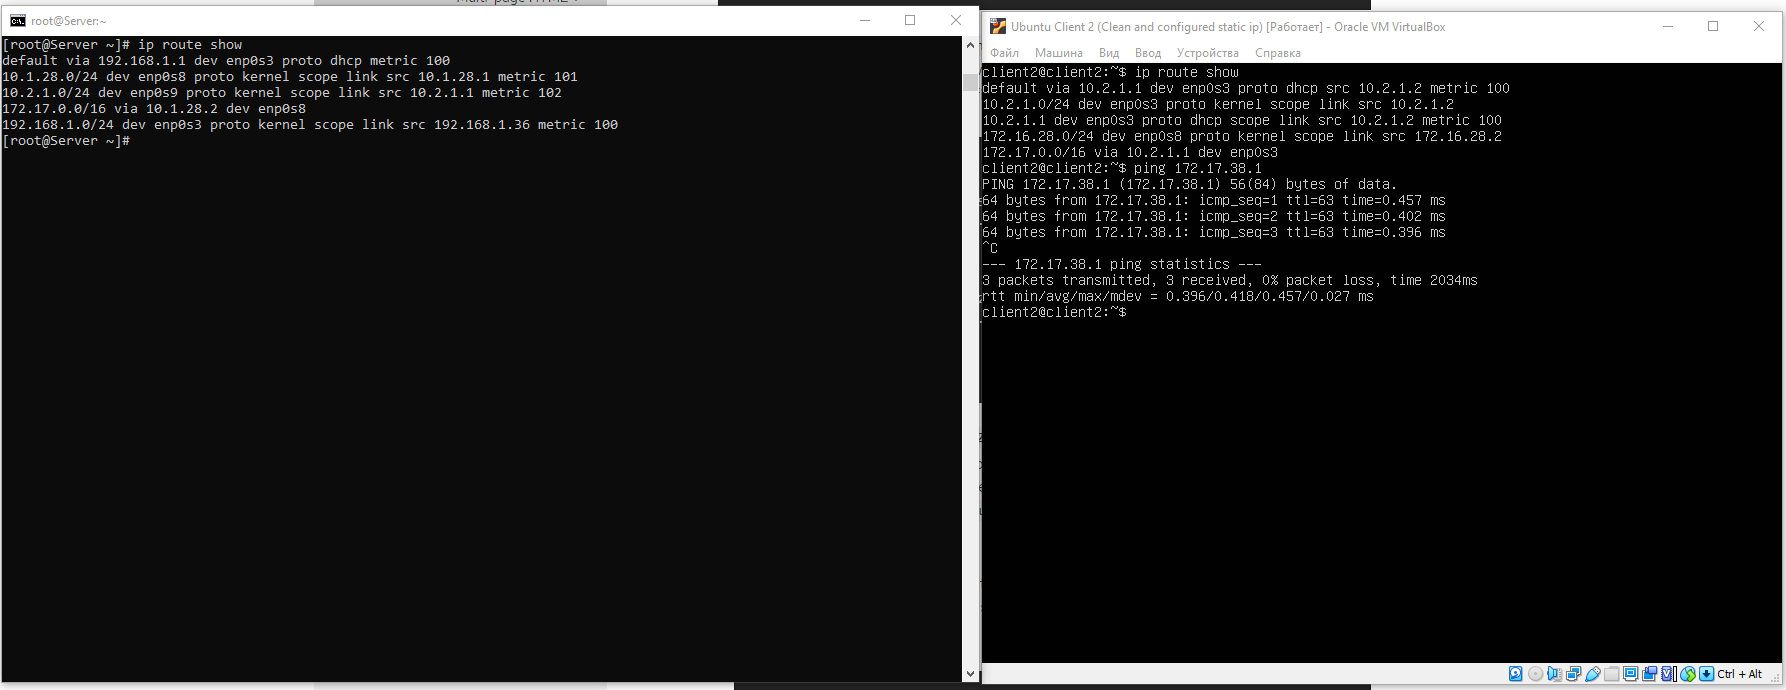 root@Server:~
[root@Server ~]# ip route show
default via 192.168.1.1 dev enp0s3 proto dhcp metric 100
10.1.28.0/24 dev enp0s8 proto kernel scope link src 10.1.28.1 metric 101
10.2.1.0/24 dev enp0s9 proto kernel scope link src 10.2.1.1 metric 102
172.17.0.0/16 via 10.1.28.2 dev enp0s8
192.168.1.0/24 dev enp0s3 proto kernel scope link src 192.168.1.36 metric 100
[root@Server ~]#
Ubuntu Client 2 (Clean and configured static ip) [Работает] - Oracle VM VirtualBox
Файл Машина Вид Ввод Устройства Справка
client2@client2:~$ ip route show
default via 10.2.1.1 dev enp0s3 proto dhcp src 10.2.1.2 metric 100
10.2.1.0/24 dev enp0s3 proto kernel scope link src 10.2.1.2
10.2.1.1 dev enp0s3 proto dhcp scope link src 10.2.1.2 metric 100
172.16.28.0/24 dev enp0s8 proto kernel scope link src 172.16.28.2
172.17.0.0/16 via 10.2.1.1 dev enp0s3
client2@client2:~$ ping 172.17.38.1
PING 172.17.38.1 (172.17.38.1) 56(84) bytes of data.
64 bytes from 172.17.38.1: icmp_seq=1 ttl=63 time=0.457 ms
64 bytes from 172.17.38.1: icmp_seq=2 ttl=63 time=0.402 ms
64 bytes from 172.17.38.1: icmp_seq=3 ttl=63 time=0.396 ms
^C
--- 172.17.38.1 ping statistics ---
3 packets transmitted, 3 received, 0% packet loss, time 2034ms
rtt min/avg/max/mdev = 0.396/0.418/0.457/0.027 ms
client2@client2:~$
Ctrl + Alt